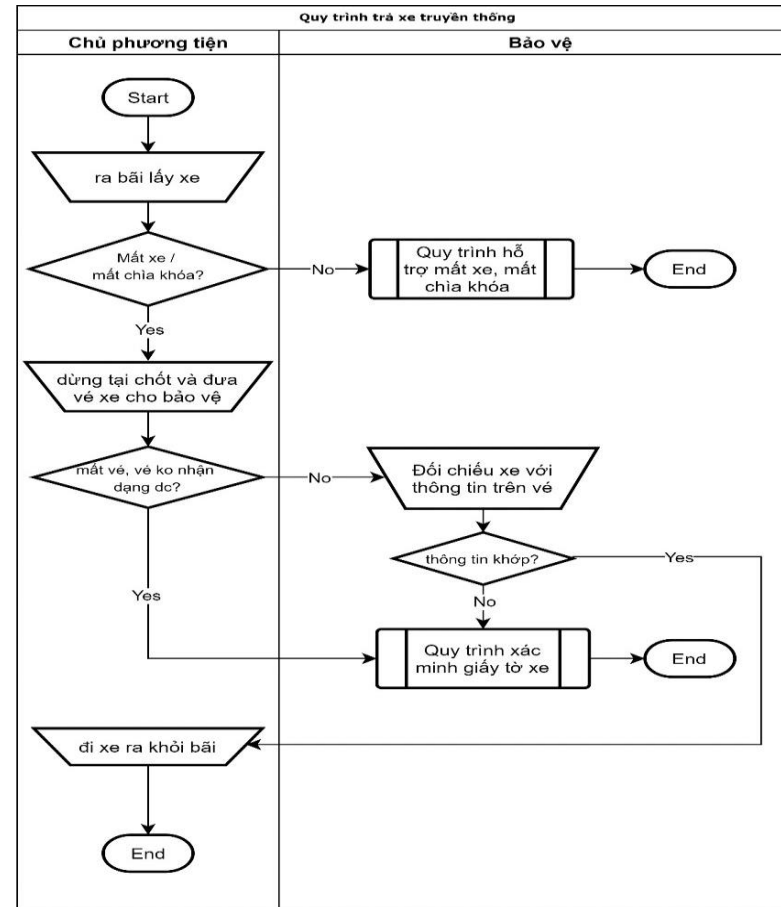 Quy trình trả xe truyền thống
Chủ phương tiện
Bảo vệ
Start
ra bãi lấy xe
Mất xe /
mất chìa khóa?
No
Quy trình hỗ
trợ mất xe, mất
chìa khóa
End
Yes
dừng tại chốt và đưa
vé xe cho bảo vệ
mất vé, vé ko nhận
dạng dc?
No
Đối chiếu xe với
thông tin trên vé
thông tin khớp?
Yes
Yes
No
Quy trình xác
minh giấy tờ xe
End
đi xe ra khỏi bãi
End